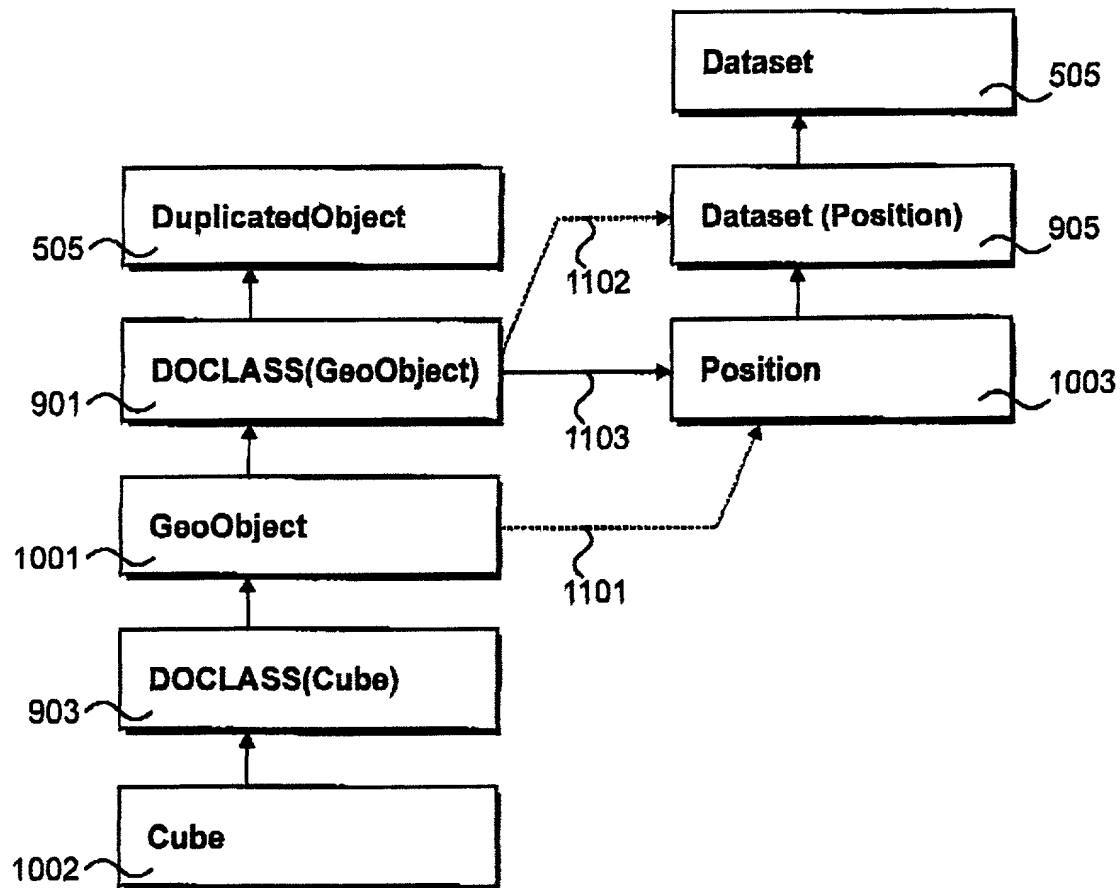 Dataset
505
DuplicatedObject
505
Dataset (Position)
905
1102
DOCLASS(GeoObject)
901
Position
1003
1103
GeoObject
1001
1101
DOCLASS(Cube)
903
Cube
1002